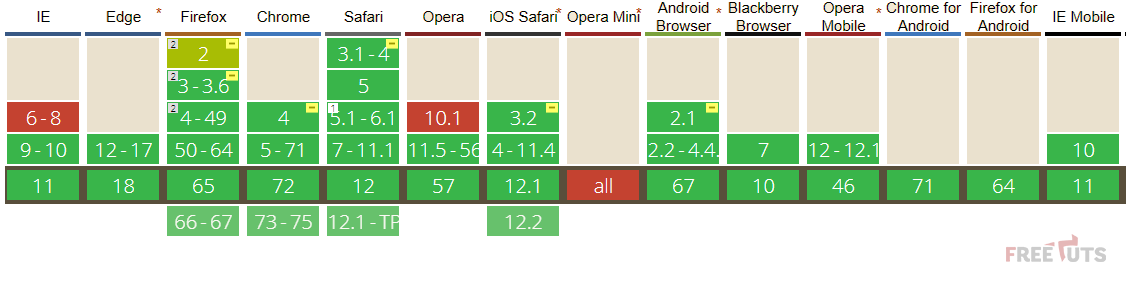 IE Edge * Firefox Chrome Safari Opera iOS Safari * Opera Mini * Android Browser * Blackberry Browser Opera Mobile * Chrome for Android Firefox for Android IE Mobile
2 2 - 3.1 - 4 -
2 3 - 3.6 - 5
6 - 8 2 4 - 49 4 - 1 5.1 - 6.1 10.1 3.2 - 2.1 -
9 - 10 12 - 17 50 - 64 5 - 71 7 - 11.1 11.5 - 56 4 - 11.4 2.2 - 4.4. 7 12 - 12.1 10
11 18 65 72 12 57 12.1 all 67 10 46 71 64 11
66 - 67 73 - 75 12.1 - TP 12.2
FREETUTS